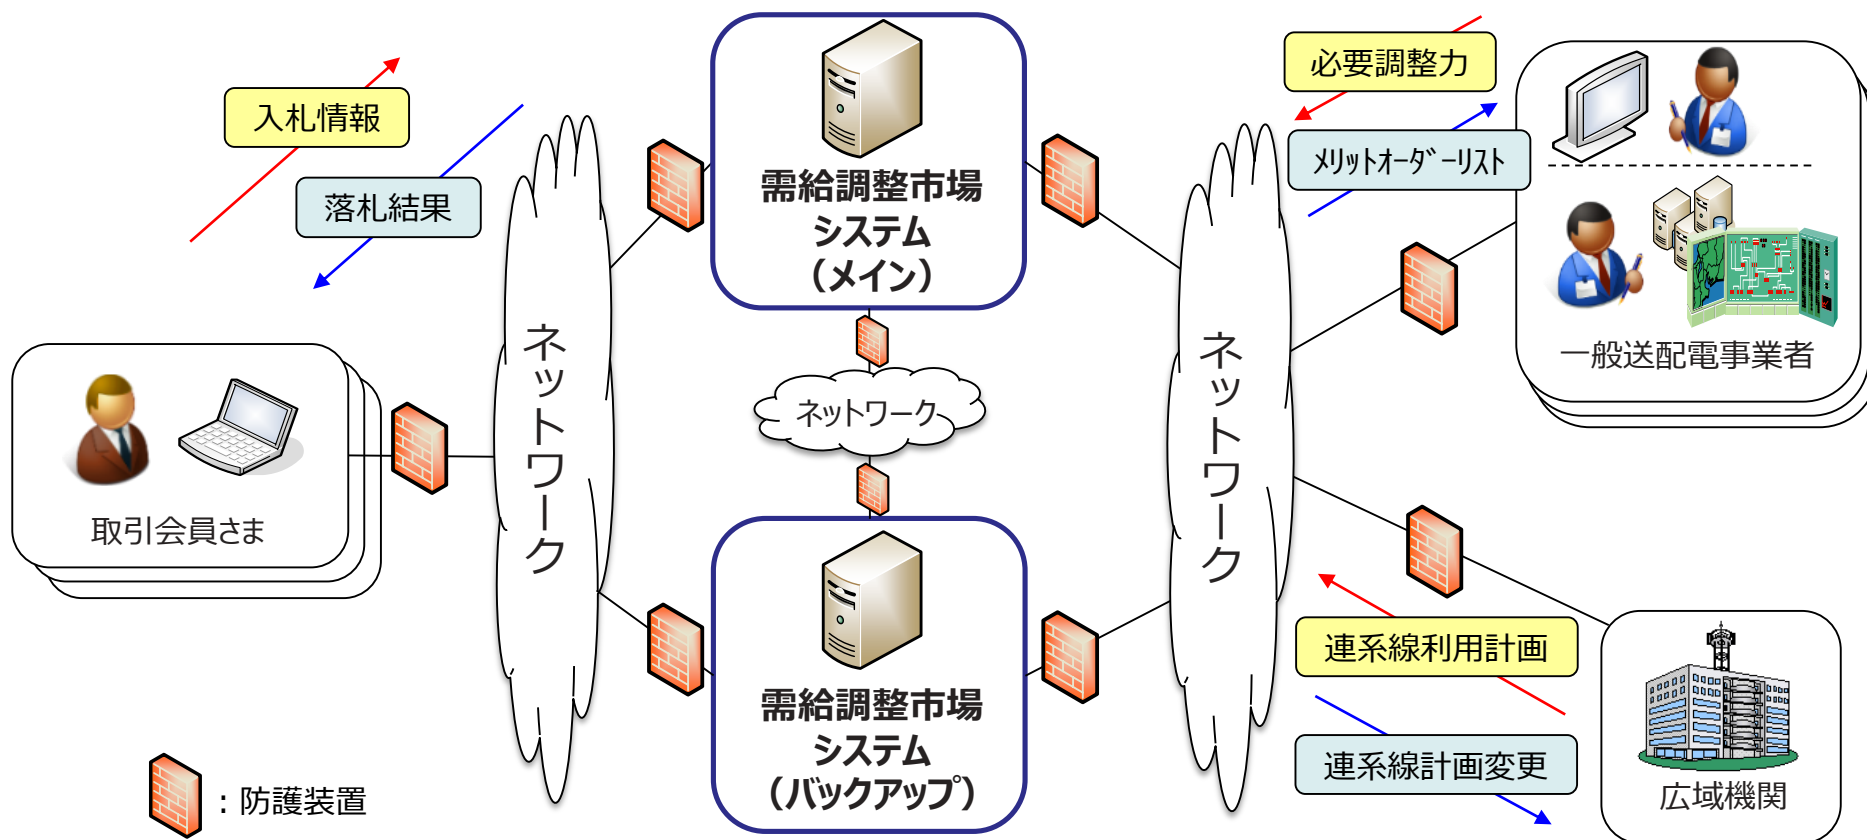 入札情報
落札結果
需給調整市場
システム
（メイン）
必要調整力
ﾒﾘｯﾄｵｰﾀﾞｰﾘｽﾄ
一般送配電事業者
ネットワーク
ネットワーク
ネットワーク
取引会員さま
需給調整市場
システム
（バックアップ）
連系線利用計画
連系線計画変更
広域機関
：防護装置